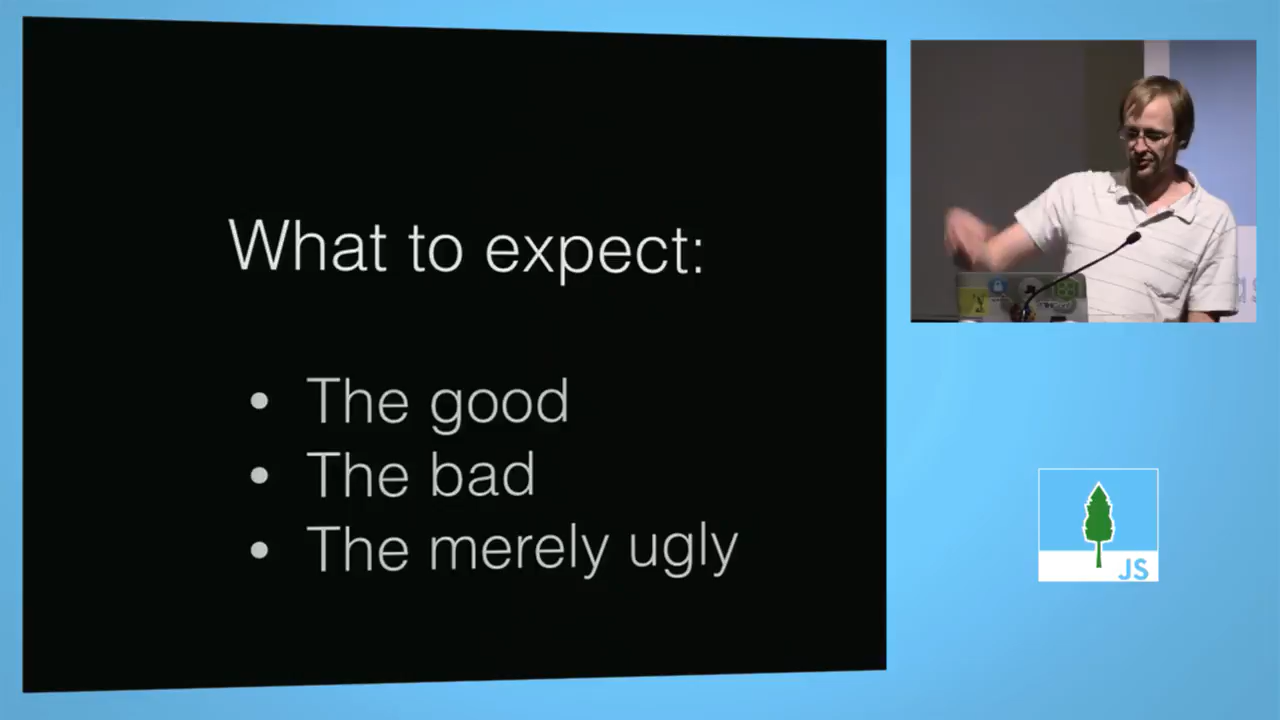 What to expect:
• The good
• The bad
• The merely ugly
JS